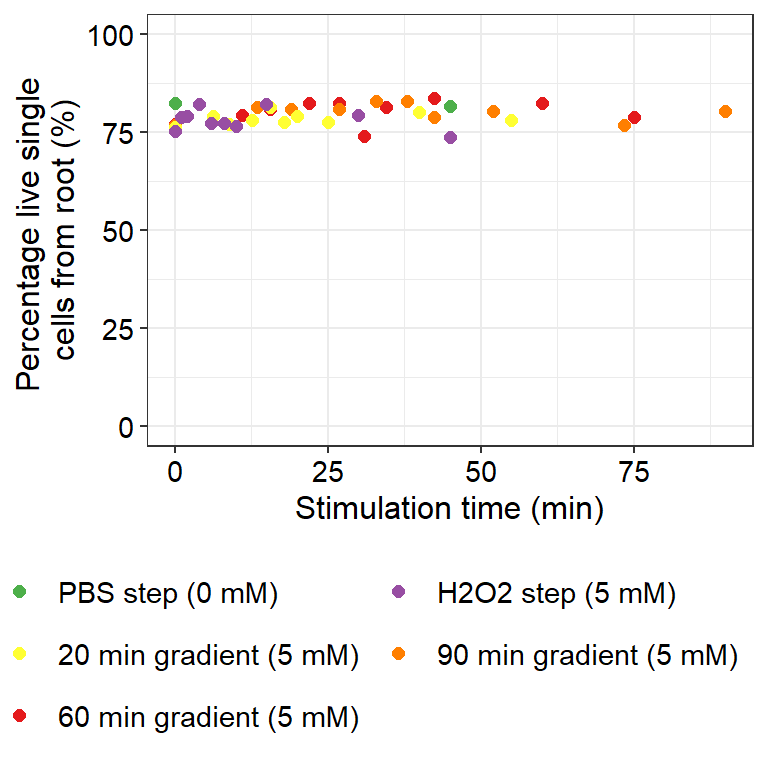 Percentage live single
cells from root (%)
100
75
50
25
0
0 25 50 75
Stimulation time (min)
PBS step (0 mM)
H2O2 step (5 mM)
20 min gradient (5 mM)
90 min gradient (5 mM)
60 min gradient (5 mM)